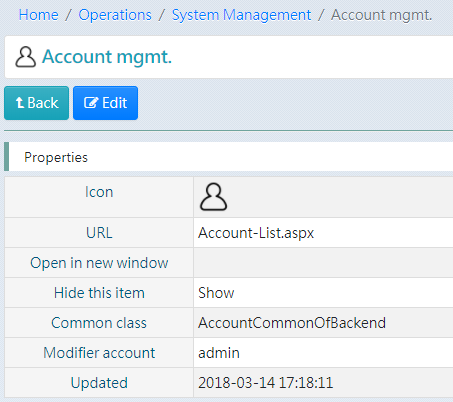 Home / Operations / System Management / Account mgmt.
Account mgmt.
Back Edit
Properties
Icon
URL Account-List.aspx
Open in new window
Hide this item Show
Common class AccountCommonOfBackend
Modifier account admin
Updated 2018-03-14 17:18:11